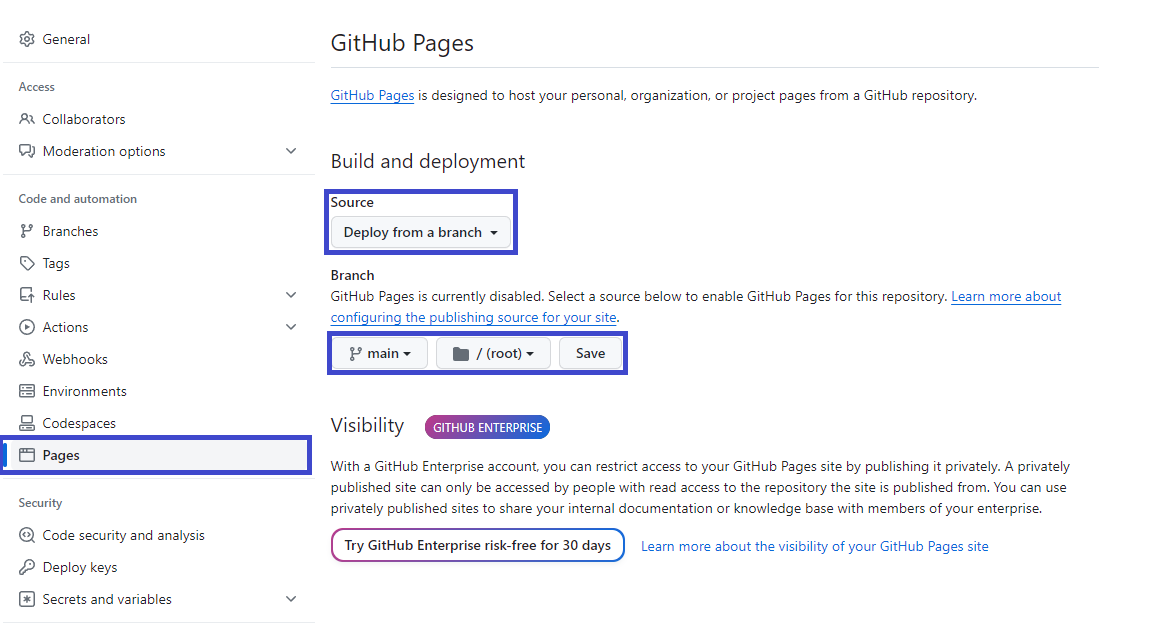 General
Access
Collaborators
Moderation options
Code and automation
Branches
Tags
Rules
Actions
Webhooks
Environments
Codespaces
Pages
Security
Code security and analysis
Deploy keys
Secrets and variables
GitHub Pages
GitHub Pages is designed to host your personal, organization, or project pages from a GitHub repository.
Build and deployment
Source
Deploy from a branch
Branch
GitHub Pages is currently disabled. Select a source below to enable GitHub Pages for this repository. Learn more about
configuring the publishing source for your site.
main / (root) Save
Visibility GITHUB ENTERPRISE
With a GitHub Enterprise account, you can restrict access to your GitHub Pages site by publishing it privately. A privately
published site can only be accessed by people with read access to the repository the site is published from. You can use
privately published sites to share your internal documentation or knowledge base with members of your enterprise.
Try GitHub Enterprise risk-free for 30 days Learn more about the visibility of your GitHub Pages site